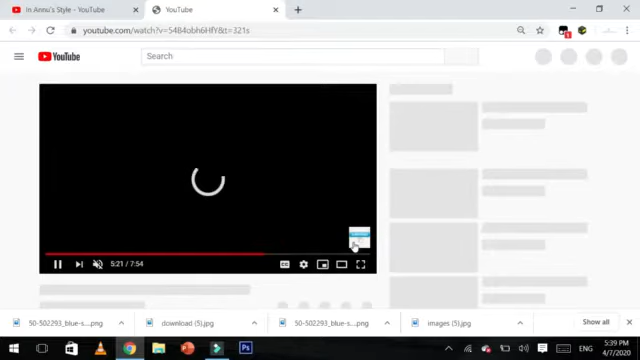 In Annu's Style - YouTube
YouTube
youtube.com/watch?v=54B4obh6HfY&t=321s
YouTube
Search
5:21 / 7:54
50-502293_blue-s....png
download (5).jpg
50-502293_blue-s....png
images (5).jpg
Show all
ENG
5:39 PM
4/7/2020